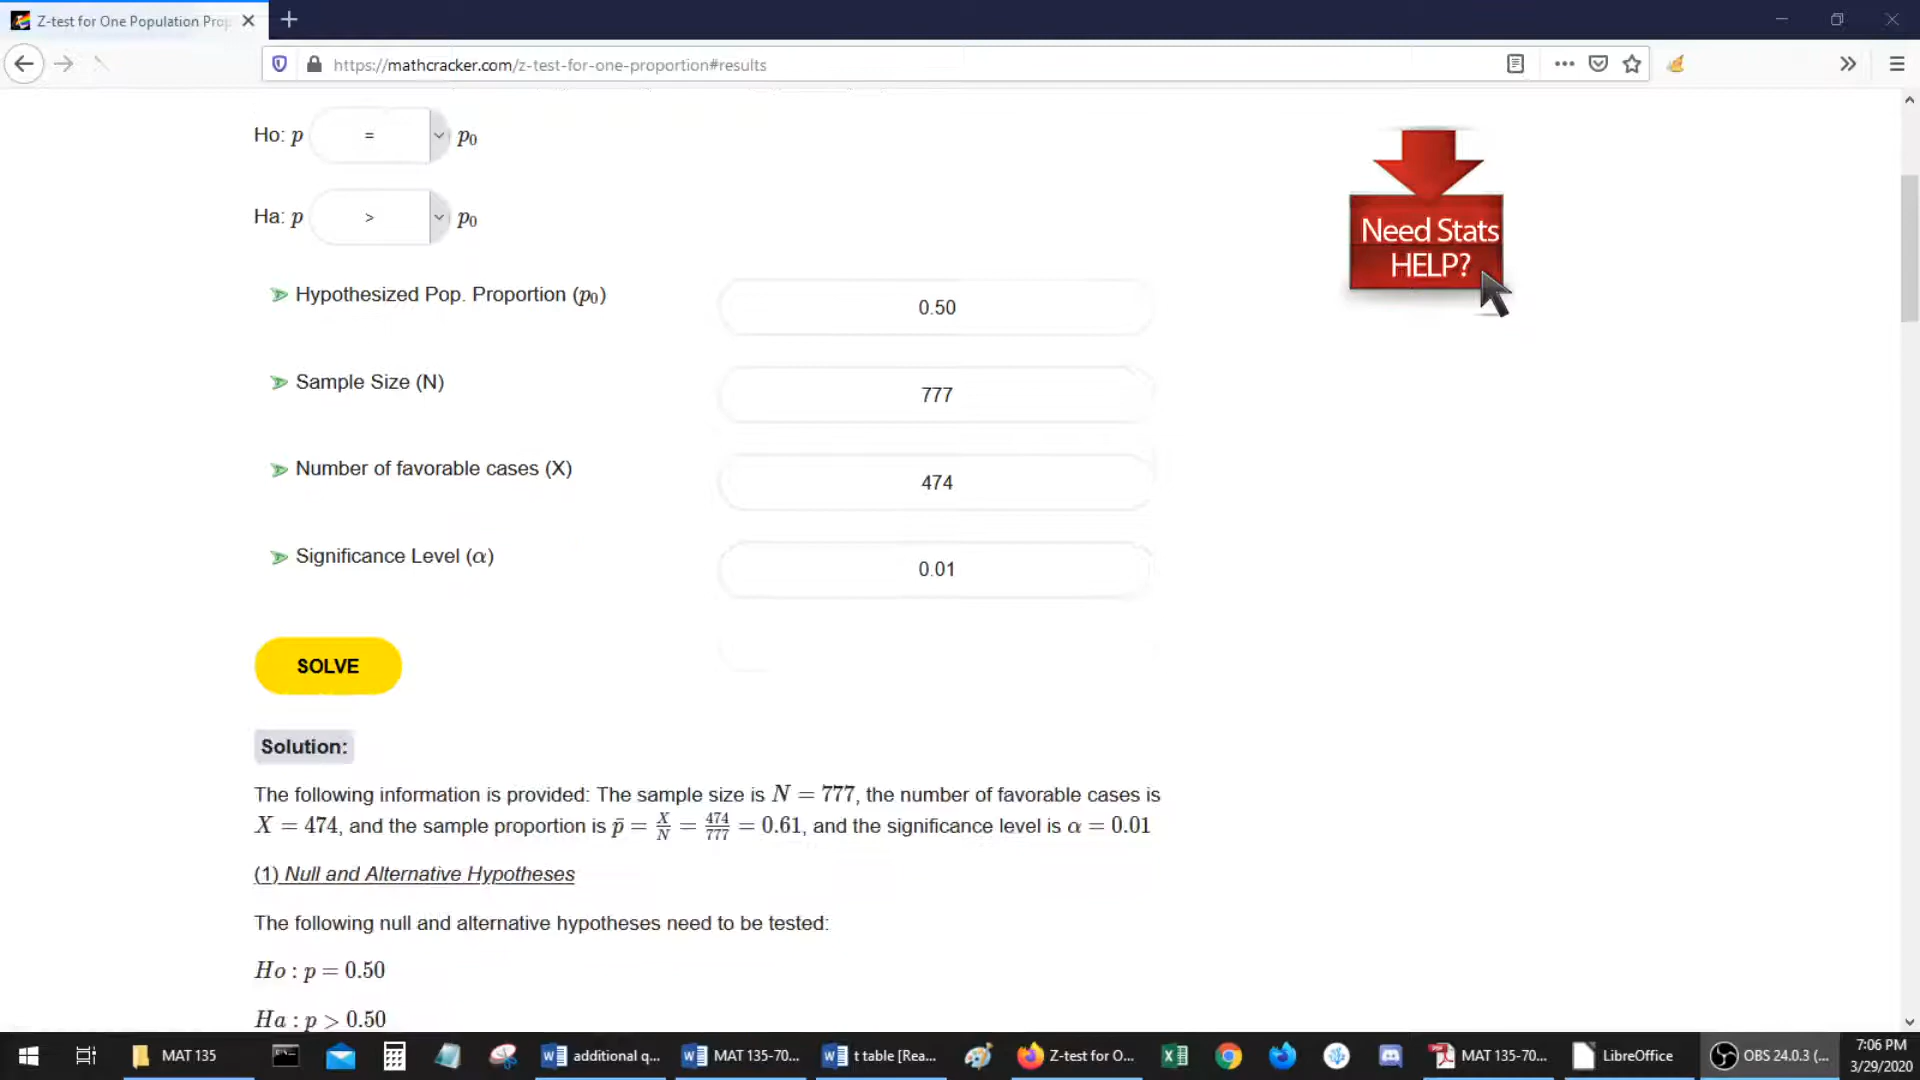 Z-test for One Population Prop
https://mathcracker.com/z-test-for-one-proportion#results
Ho: p = p0
Ha: p > p0
Need Stats
HELP?
Hypothesized Pop. Proportion (p0) 0.50
Sample Size (N) 777
Number of favorable cases (X) 474
Significance Level (α) 0.01
SOLVE
Solution:
The following information is provided: The sample size is N = 777, the number of favorable cases is
X = 474, and the sample proportion is p̄ = X/N = 474/777 = 0.61, and the significance level is α = 0.01
(1) Null and Alternative Hypotheses
The following null and alternative hypotheses need to be tested:
Ho : p = 0.50
Ha : p > 0.50
MAT 135
additional q...
MAT 135-70...
t table [Rea...
Z-test for O...
MAT 135-70...
LibreOffice
OBS 24.0.3 (...
7:06 PM
3/29/2020